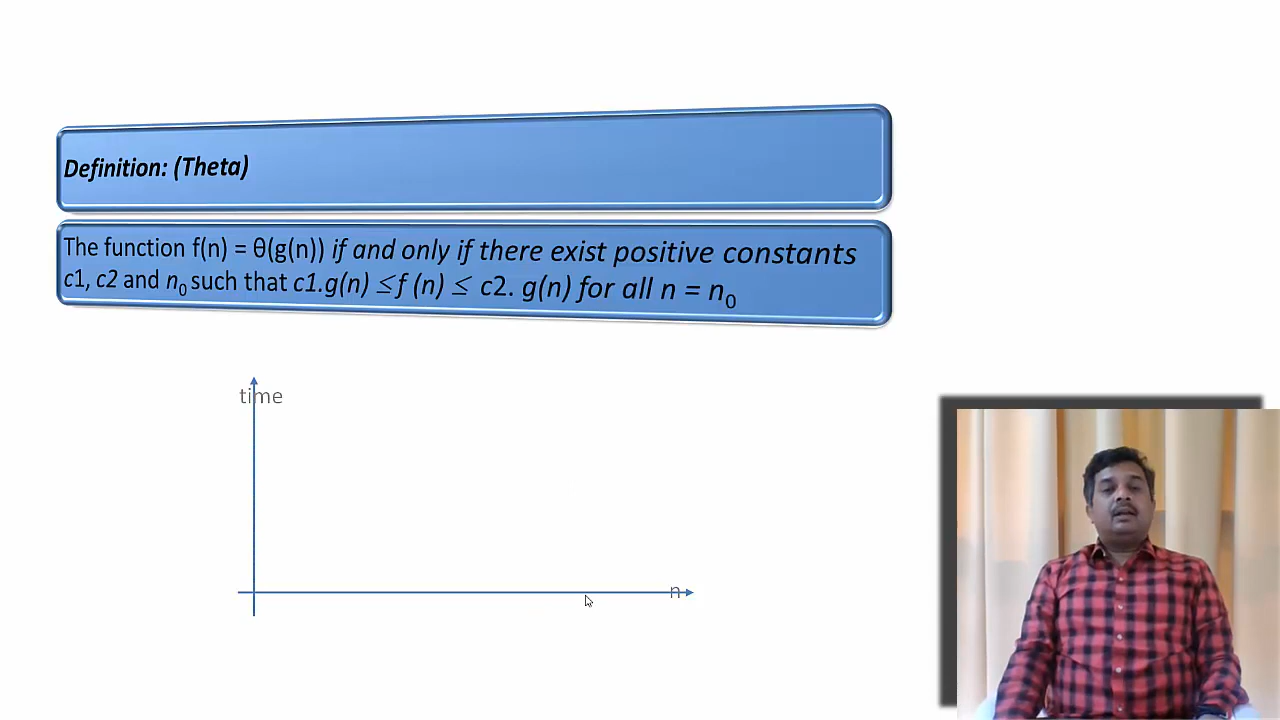 Definition: (Theta)
The function f(n) = θ(g(n)) if and only if there exist positive constants
c1, c2 and n₀ such that c1.g(n) ≤f (n) ≤ c2. g(n) for all n = n₀
time
n